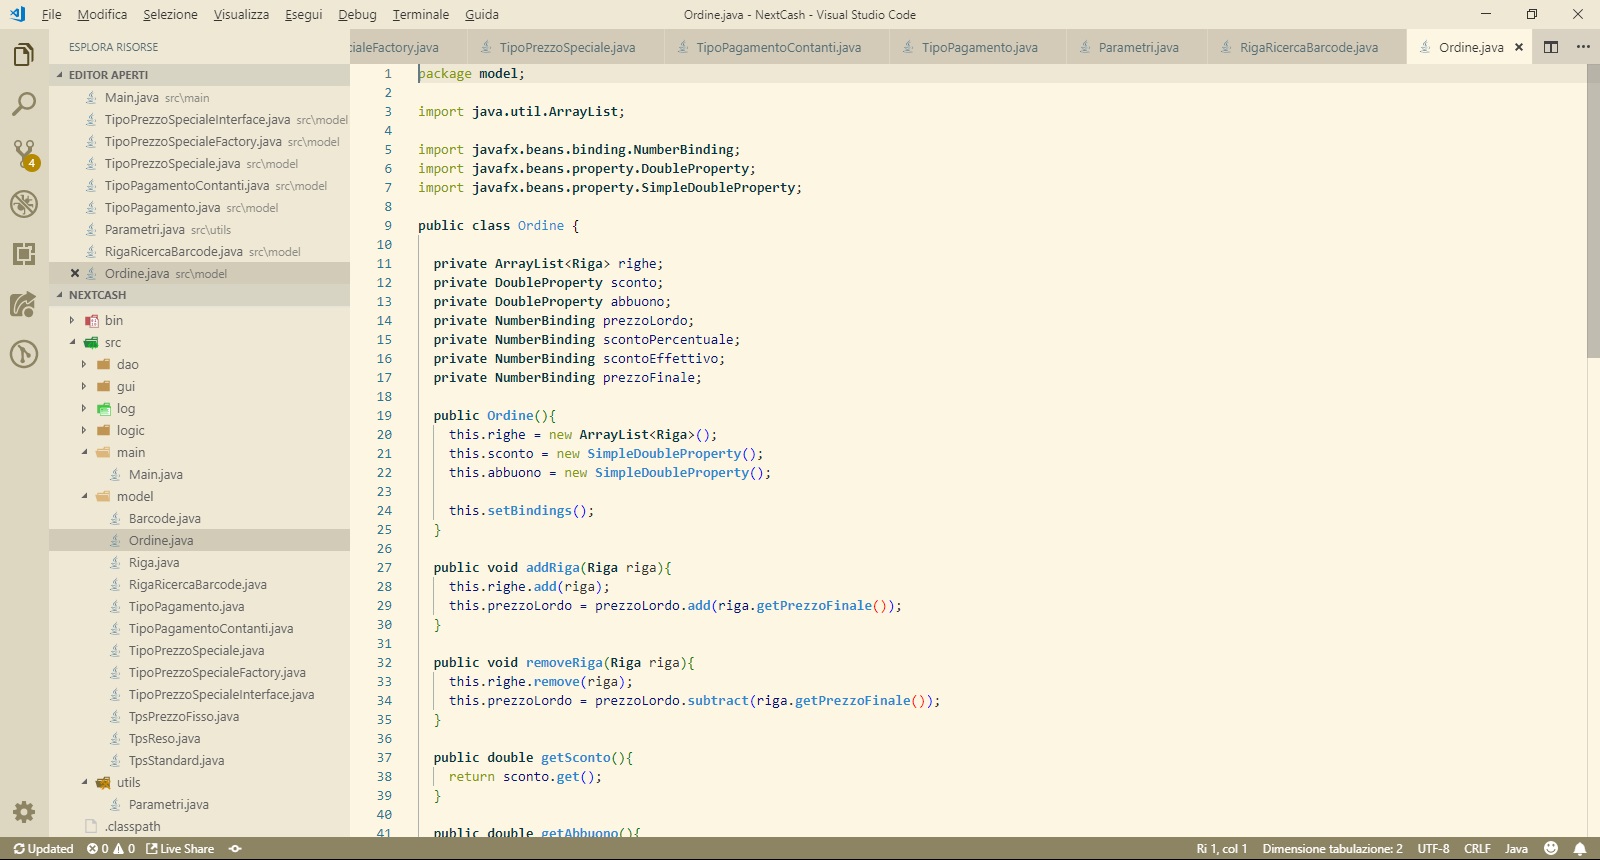 File Modifica Selezione Visualizza Esegui Debug Terminale Guida Ordine.java - NextCash - Visual Studio Code
ESPLORA RISORSE
EDITOR APERTI
Main.java src\main
TipoPrezzoSpecialeInterface.java src\model
TipoPrezzoSpecialeFactory.java src\model
TipoPrezzoSpeciale.java src\model
TipoPagamentoContanti.java src\model
TipoPagamento.java src\model
Parametri.java src\utils
RigaRicercaBarcode.java src\model
Ordine.java src\model
4
NEXTCASH
bin
src
dao
gui
log
logic
main
Main.java
model
Barcode.java
Ordine.java
Riga.java
RigaRicercaBarcode.java
TipoPagamento.java
TipoPagamentoContanti.java
TipoPrezzoSpeciale.java
TipoPrezzoSpecialeFactory.java
TipoPrezzoSpecialeInterface.java
TpsPrezzoFisso.java
TpsReso.java
TpsStandard.java
utils
Parametri.java
.classpath
cialeFactory.java TipoPrezzoSpeciale.java TipoPagamentoContanti.java TipoPagamento.java Parametri.java RigaRicercaBarcode.java Ordine.java
1 package model;
2
3 import java.util.ArrayList;
4
5 import javafx.beans.binding.NumberBinding;
6 import javafx.beans.property.DoubleProperty;
7 import javafx.beans.property.SimpleDoubleProperty;
8
9 public class Ordine {
10
11 private ArrayList<Riga> righe;
12 private DoubleProperty sconto;
13 private DoubleProperty abbuono;
14 private NumberBinding prezzoLordo;
15 private NumberBinding scontoPercentuale;
16 private NumberBinding scontoEffettivo;
17 private NumberBinding prezzoFinale;
18
19 public Ordine(){
20 this.righe = new ArrayList<Riga>();
21 this.sconto = new SimpleDoubleProperty();
22 this.abbuono = new SimpleDoubleProperty();
23
24 this.setBindings();
25 }
26
27 public void addRiga(Riga riga){
28 this.righe.add(riga);
29 this.prezzoLordo = prezzoLordo.add(riga.getPrezzoFinale());
30 }
31
32 public void removeRiga(Riga riga){
33 this.righe.remove(riga);
34 this.prezzoLordo = prezzoLordo.subtract(riga.getPrezzoFinale());
35 }
36
37 public double getSconto(){
38 return sconto.get();
39 }
40
41 public double getAbbuono(){
Updated 0 0 Live Share Ri 1, col 1 Dimensione tabulazione: 2 UTF-8 CRLF Java